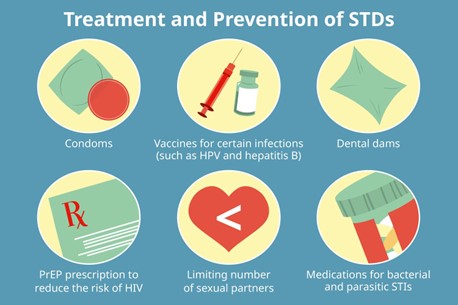 Treatment and Prevention of STDs
Condoms
Vaccines for certain infections
(such as HPV and hepatitis B)
Dental dams
Rx
<
PrEP prescription to
reduce the risk of HIV
Limiting number
of sexual partners
Medications for bacterial
and parasitic STIs